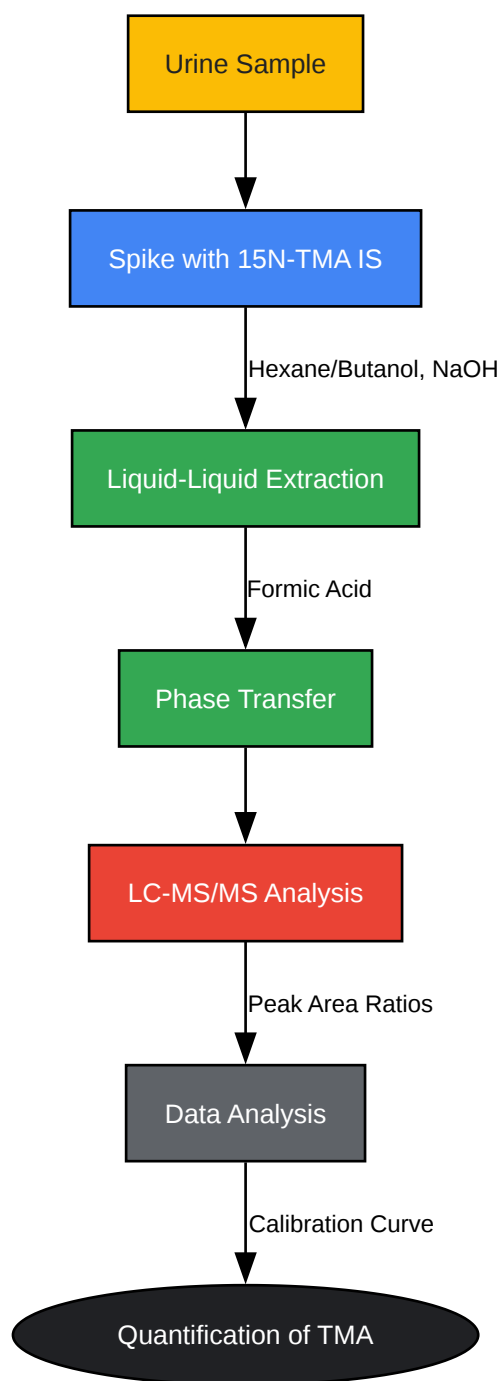 Urine Sample
Spike with 15N-TMA IS
Hexane/Butanol, NaOH
Liquid-Liquid Extraction
Formic Acid
Phase Transfer
LC-MS/MS Analysis
Peak Area Ratios
Data Analysis
Calibration Curve
Quantification of TMA